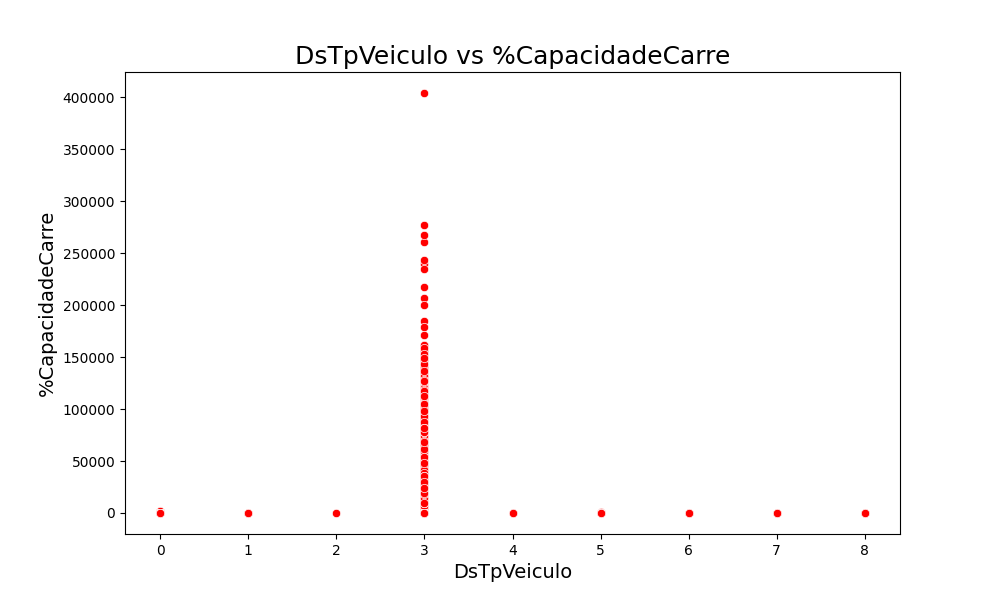 DsTpVeiculo vs %CapacidadeCarre
%CapacidadeCarre
400000
350000
300000
250000
200000
150000
100000
50000
0
0 1 2 3 4 5 6 7 8
DsTpVeiculo